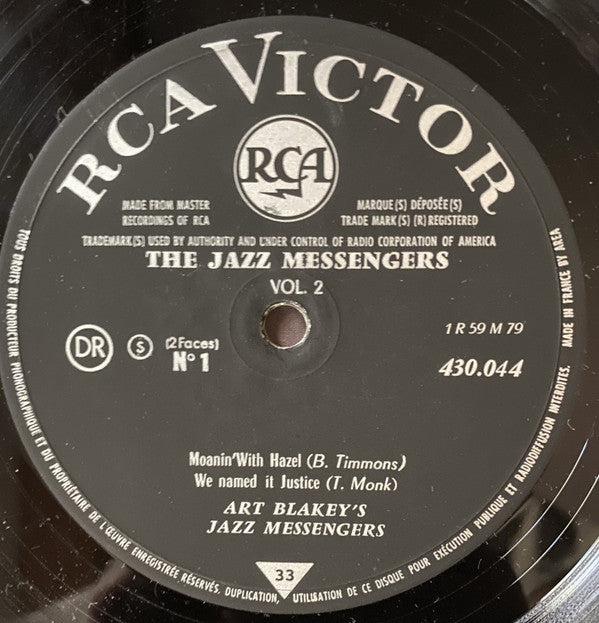 RCA VICTOR
RCA
MADE FROM MASTER
RECORDINGS OF RCA
MARQUE(S) DÉPOSÉE(S)
TRADE MARK(S) (R) REGISTERED
TRADEMARK(S) USED BY AUTHORITY AND UNDER CONTROL OF RADIO CORPORATION OF AMERICA
THE JAZZ MESSENGERS
VOL. 2
DR
S
(2Faces)
Nº 1
1 R 59 M 79
430.044
Moanin'With Hazel (B. Timmons)
We named it Justice (T. Monk)
ART BLAKEY'S
JAZZ MESSENGERS
33
TOUS DROITS DU PRODUCTEUR PHONOGRAPHIQUE ET DU PROPRIÉTAIRE DE L'ŒUVRE ENREGISTRÉE RÉSERVÉS. DUPLICATION, UTILISATION DE CE DISQUE POUR EXÉCUTION PUBLIQUE ET RADIODIFFUSION INTERDITES. MADE IN FRANCE BY AREA